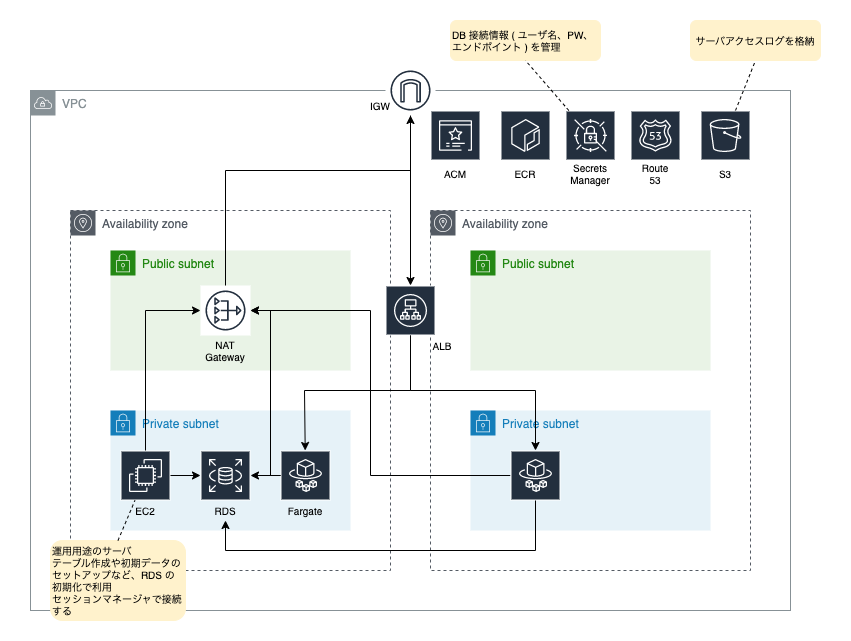 DB 接続情報 ( ユーザ名、PW、
エンドポイント ) を管理
サーバアクセスログを格納
VPC
IGW
ACM
ECR
Secrets
Manager
Route
53
53
S3
Availability zone
Availability zone
Public subnet
Public subnet
NAT
Gateway
ALB
Private subnet
Private subnet
EC2
RDS
Fargate
運用用途のサーバ
テーブル作成や初期データの
セットアップなど、RDS の
初期化で利用
セッションマネージャで接続
する